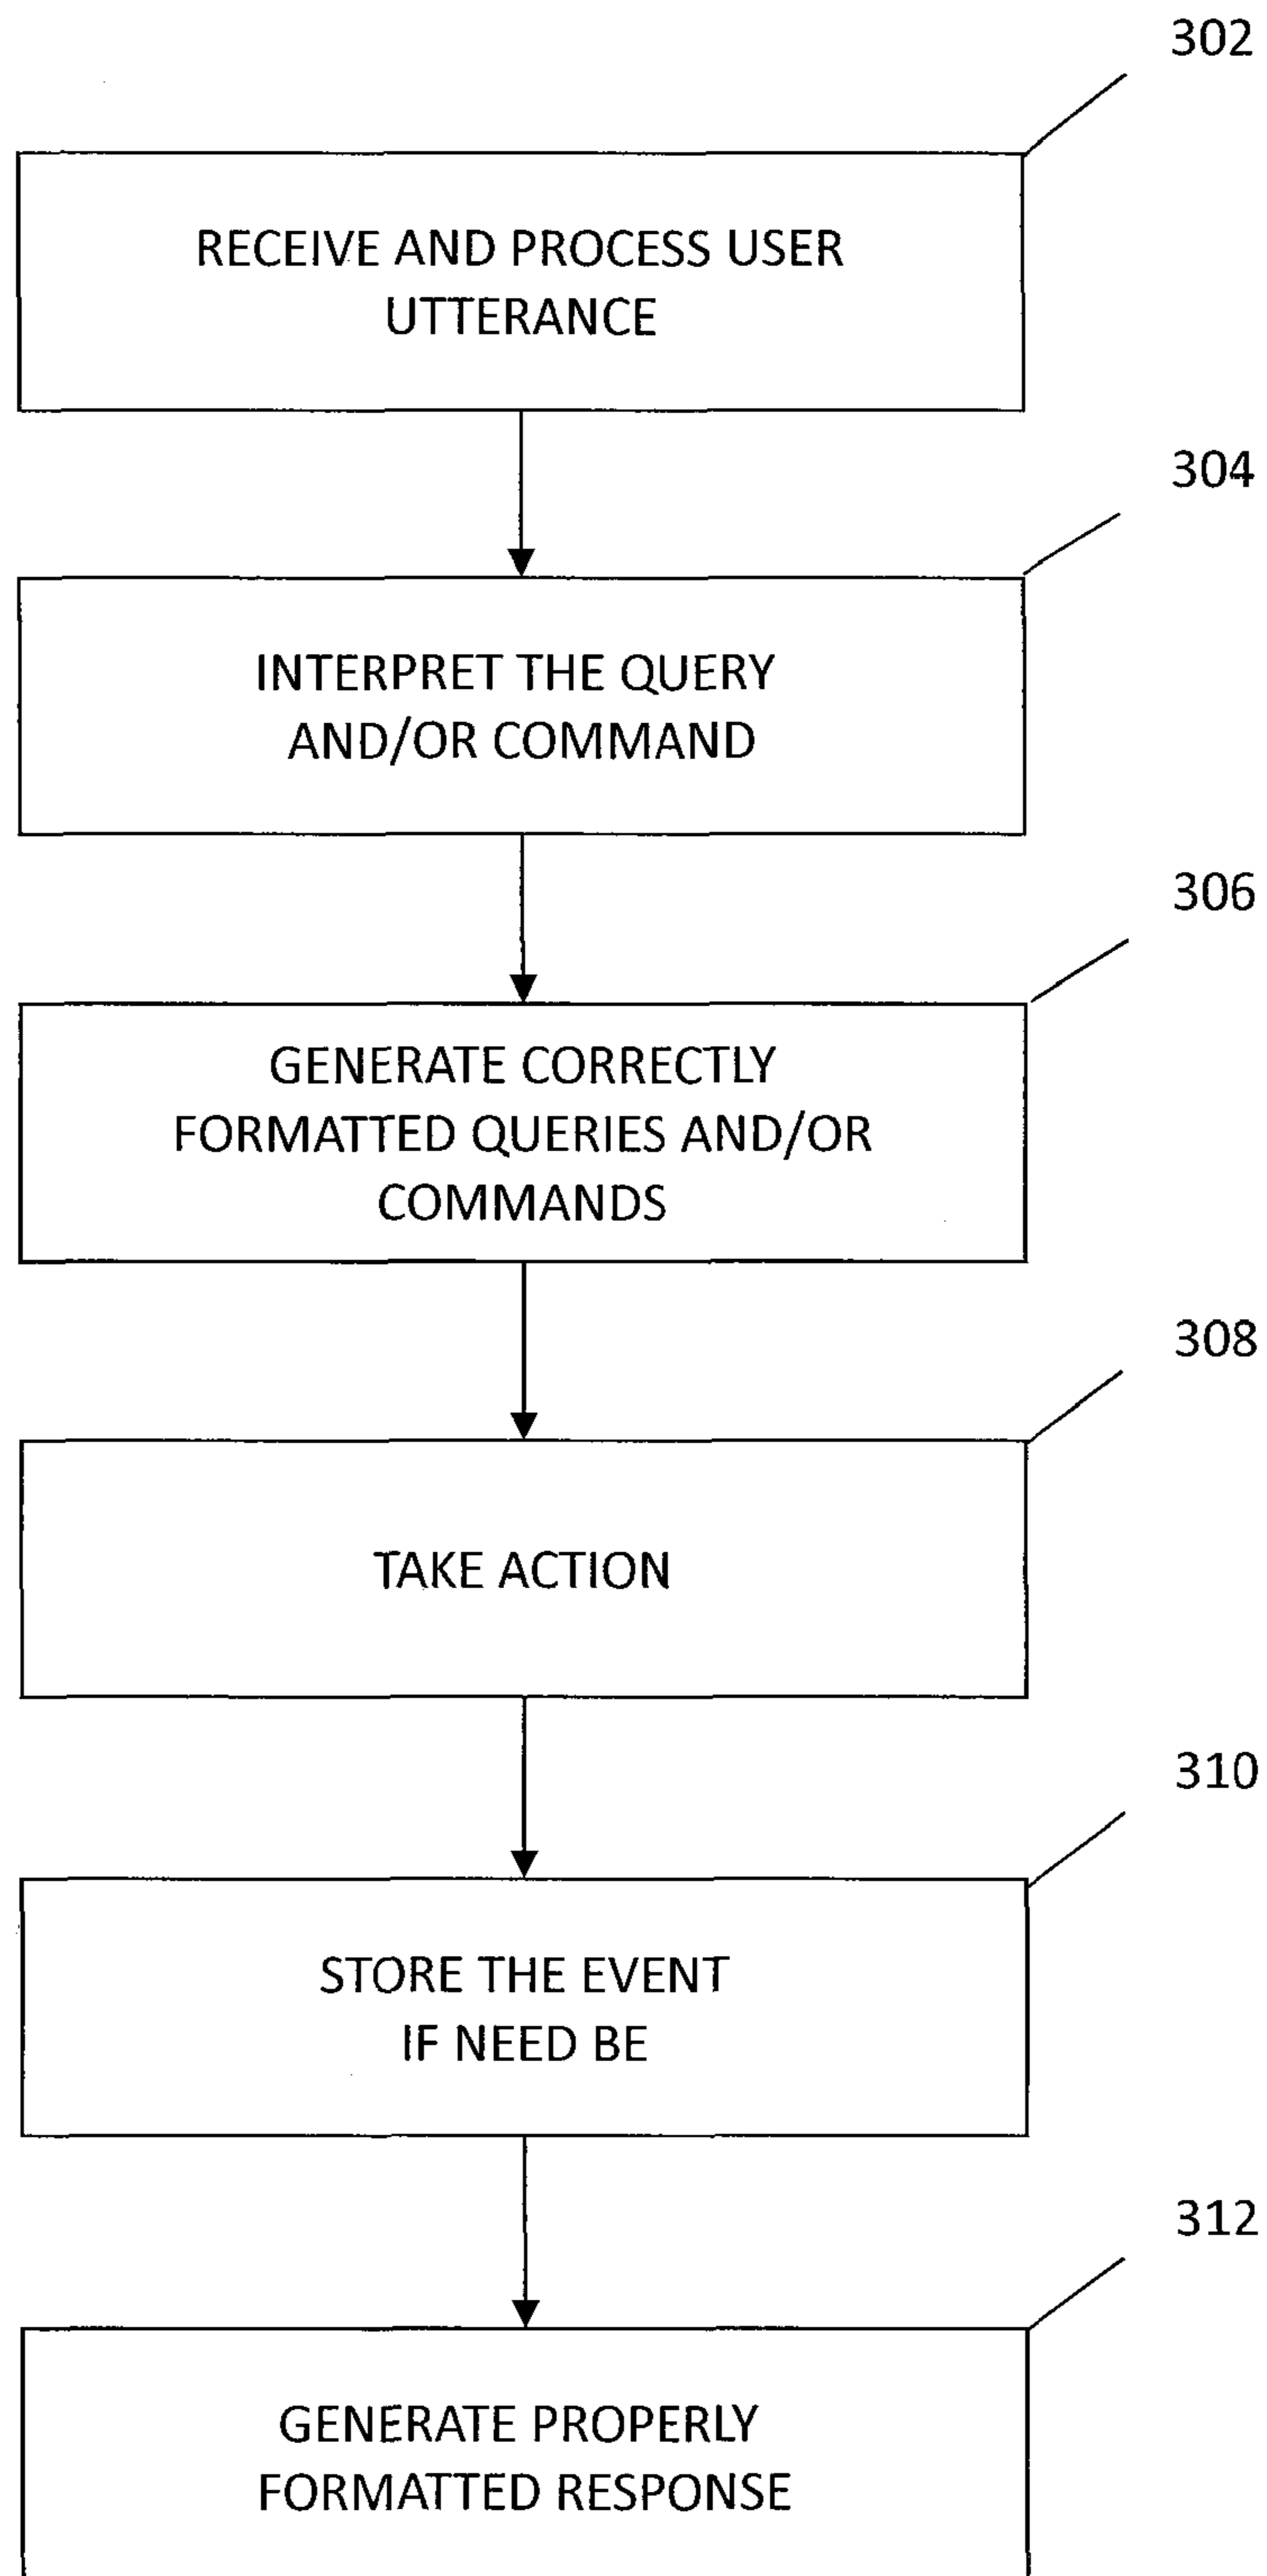 302
RECEIVE AND PROCESS USER
UTTERANCE
304
INTERPRET THE QUERY
AND/OR COMMAND
306
GENERATE CORRECTLY
FORMATTED QUERIES AND/OR
COMMANDS
308
TAKE ACTION
310
STORE THE EVENT
IF NEED BE
312
GENERATE PROPERLY
FORMATTED RESPONSE